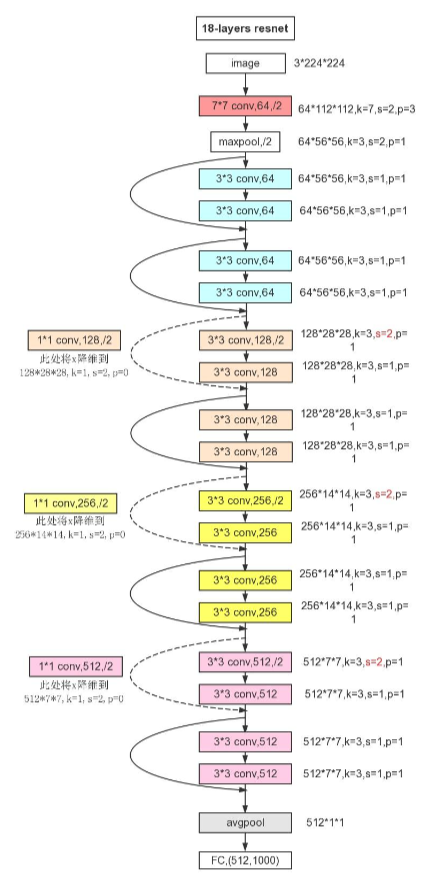 18-layers resnet
image
3*224*224
7*7 conv,64,/2
64*112*112,k=7,s=2,p=3
maxpool,/2
64*56*56,k=3,s=2,p=1
3*3 conv,64
64*56*56,k=3,s=1,p=1
3*3 conv,64
64*56*56,k=3,s=1,p=1
3*3 conv,64
64*56*56,k=3,s=1,p=1
3*3 conv,64
64*56*56,k=3,s=1,p=1
1*1 conv,128,/2
此处将x降维到
128*28*28,k=1,s=2,p=0
3*3 conv,128,/2
128*28*28,k=3,s=2,p=
1
3*3 conv,128
128*28*28,k=3,s=1,p=
1
3*3 conv,128
128*28*28,k=3,s=1,p=
1
3*3 conv,128
128*28*28,k=3,s=1,p=
1
1*1 conv,256,/2
此处将x降维到
256*14*14,k=1,s=2,p=0
3*3 conv,256,/2
256*14*14,k=3,s=2,p=
1
3*3 conv,256
256*14*14,k=3,s=1,p=
1
3*3 conv,256
256*14*14,k=3,s=1,p=
1
3*3 conv,256
256*14*14,k=3,s=1,p=
1
1*1 conv,512,/2
此处将x降维到
512*7*7,k=1,s=2,p=0
3*3 conv,512,/2
512*7*7,k=3,s=2,p=1
3*3 conv,512
512*7*7,k=3,s=1,p=1
3*3 conv,512
512*7*7,k=3,s=1,p=1
3*3 conv,512
512*7*7,k=3,s=1,p=1
avgpool
512*1*1
FC,(512,1000)